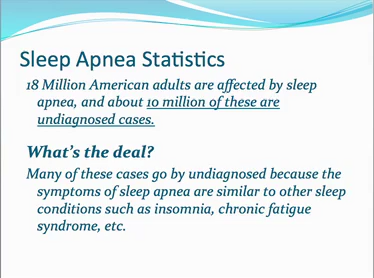 Sleep Apnea Statistics
18 Million American adults are affected by sleep
apnea, and about 10 million of these are
undiagnosed cases.
What's the deal?
Many of these cases go by undiagnosed because the
symptoms of sleep apnea are similar to other sleep
conditions such as insomnia, chronic fatigue
syndrome, etc.